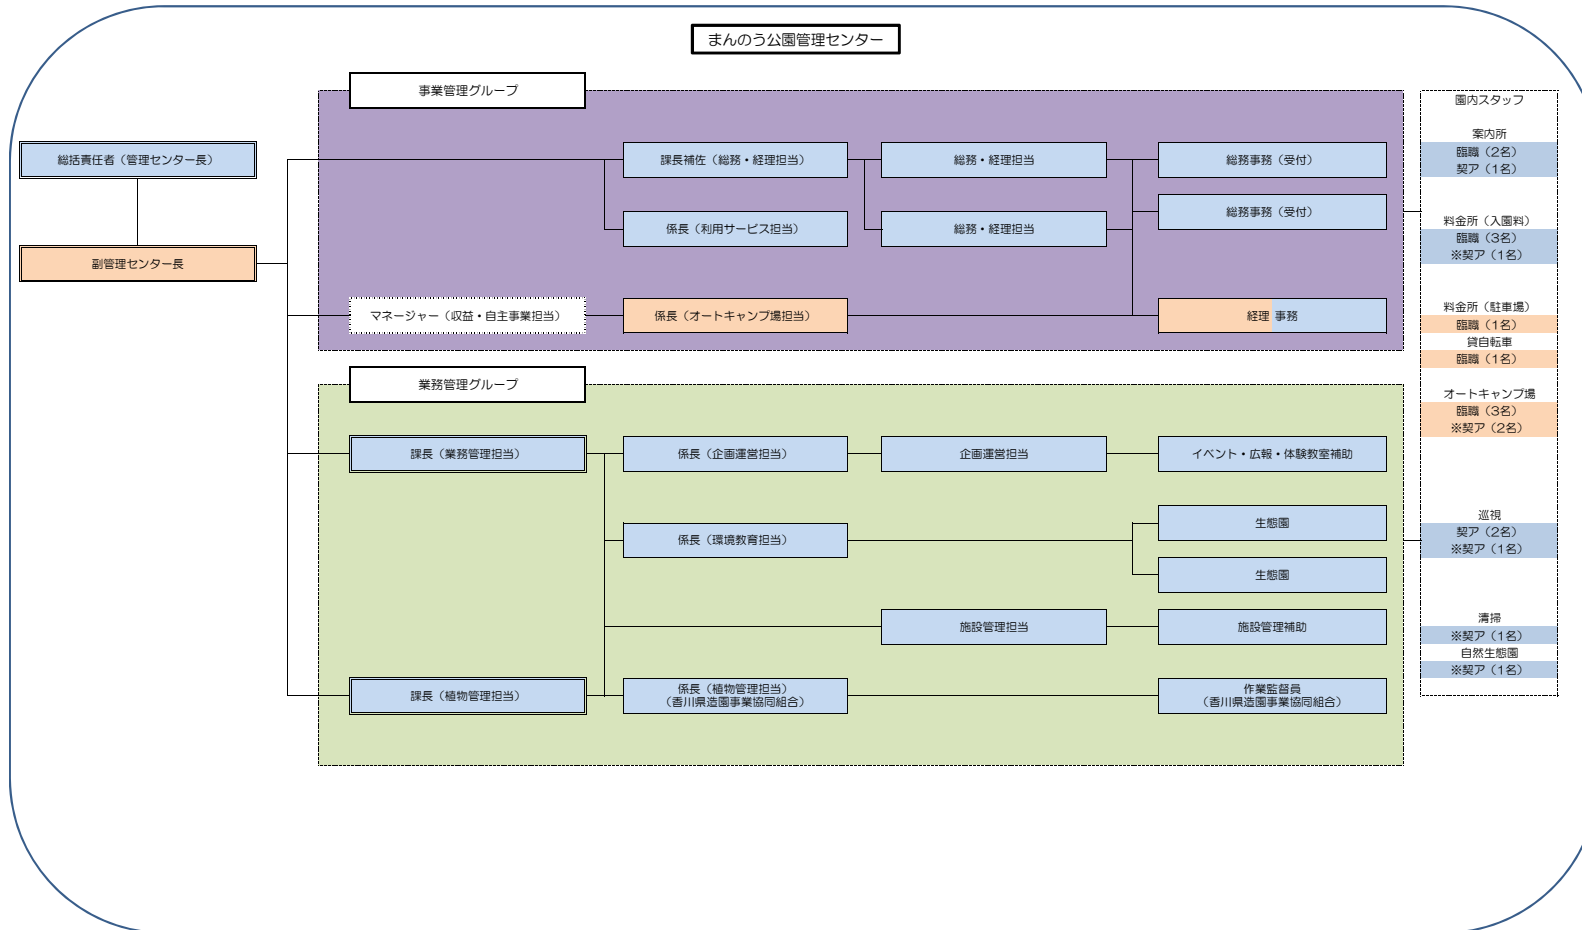 まんのう公園管理センター
事業管理グループ
総括責任者（管理センター長）
副管理センター長
課長補佐（総務・経理担当）
総務・経理担当
総務事務（受付）
総務事務（受付）
係長（利用サービス担当）
総務・経理担当
マネージャー（収益・自主事業担当）
係長（オートキャンプ場担当）
経理 事務
業務管理グループ
課長（業務管理担当）
係長（企画運営担当）
企画運営担当
イベント・広報・体験教室補助
係長（環境教育担当）
生態園
生態園
施設管理担当
施設管理補助
課長（植物管理担当）
係長（植物管理担当）
（香川県造園事業協同組合）
作業監督員
（香川県造園事業協同組合）
園内スタッフ
案内所
臨職（2名）
契ア（1名）
料金所（入園料）
臨職（3名）
※契ア（1名）
料金所（駐車場）
臨職（1名）
貸自転車
臨職（1名）
オートキャンプ場
臨職（3名）
※契ア（2名）
巡視
契ア（2名）
※契ア（1名）
清掃
※契ア（1名）
自然生態園
※契ア（1名）